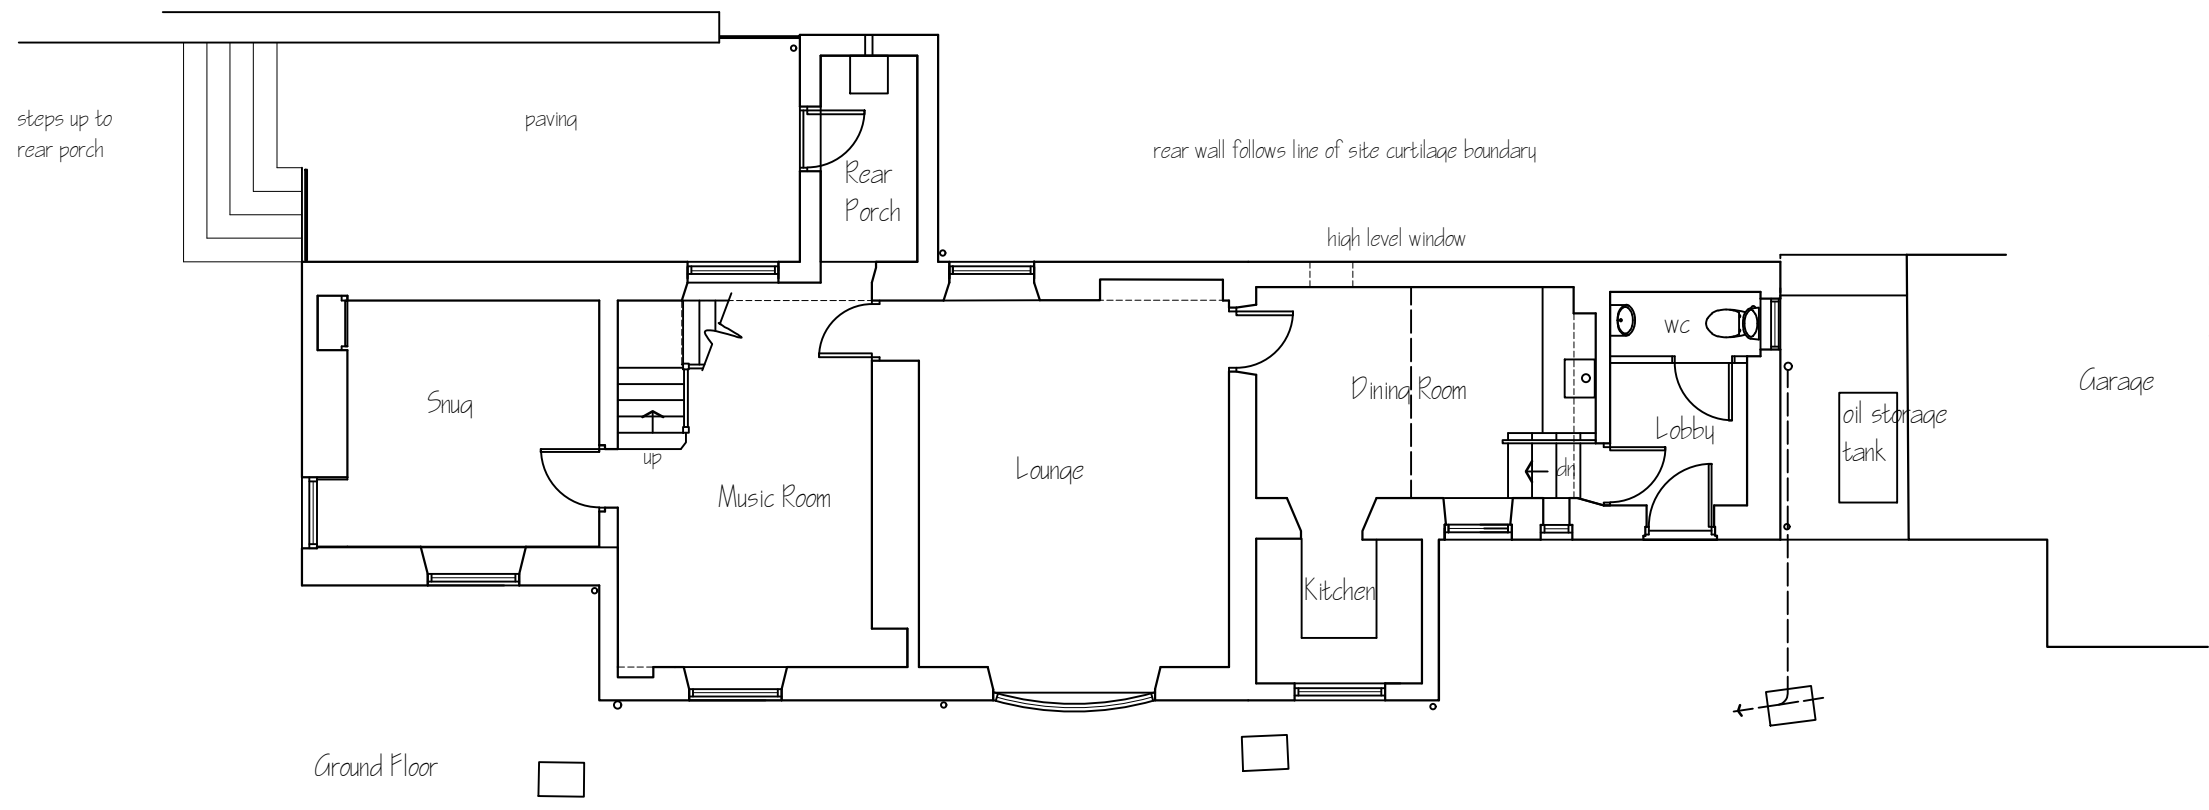 steps up to
rear porch
paving
Rear
Porch
rear wall follows line of site curtilage boundary
high level window
Snug
up
Music Room
Lounge
Dining Room
Kitchen
dn
wc
Lobby
oil storage
tank
Garage
Ground Floor